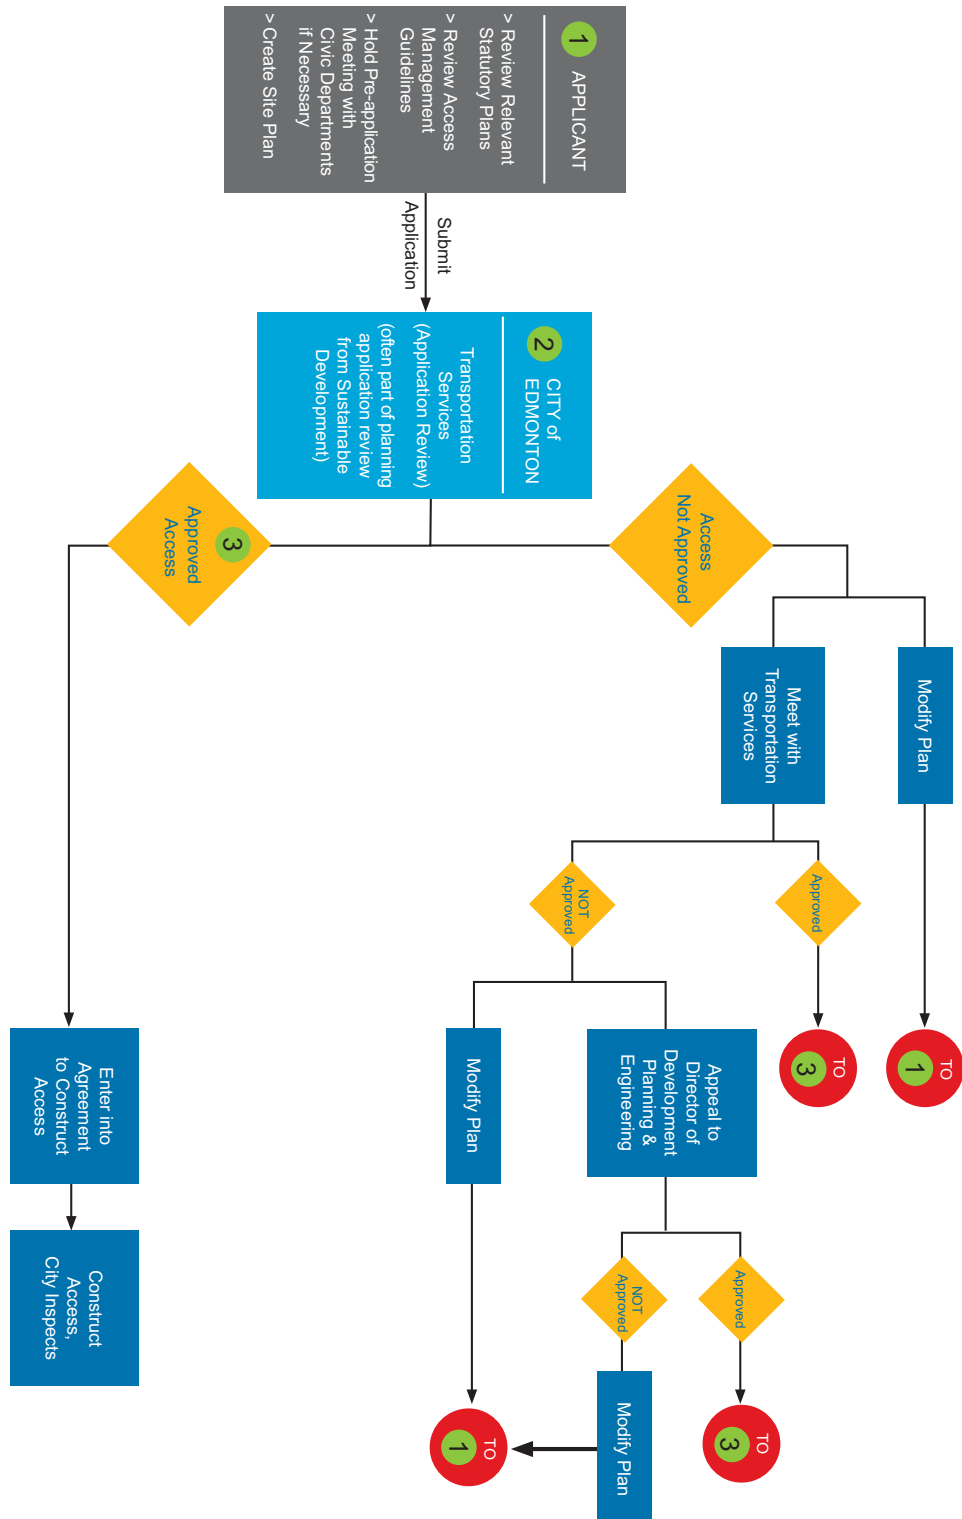 1
APPLICANT
> Review Relevant
Statutory Plans
> Review Access
Management
Guidelines
> Hold Pre-application
Meeting with
Civic Departments
if Necessary
> Create Site Plan
Submit
Application
2
CITY of
EDMONTON
Transportation
Services
(Application Review)
(often part of planning
application review
from Sustainable
Development)
Access
Not Approved
Modify Plan
TO
1
Meet with
Transportation
Services
Approved
TO
3
NOT
Approved
Appeal to
Director of
Development
Planning &
Engineering
Approved
TO
3
NOT
Approved
Modify Plan
Modify Plan
TO
1
3
Approved
Access
Enter into
Agreement
to Construct
Access
Construct
Access,
City Inspects